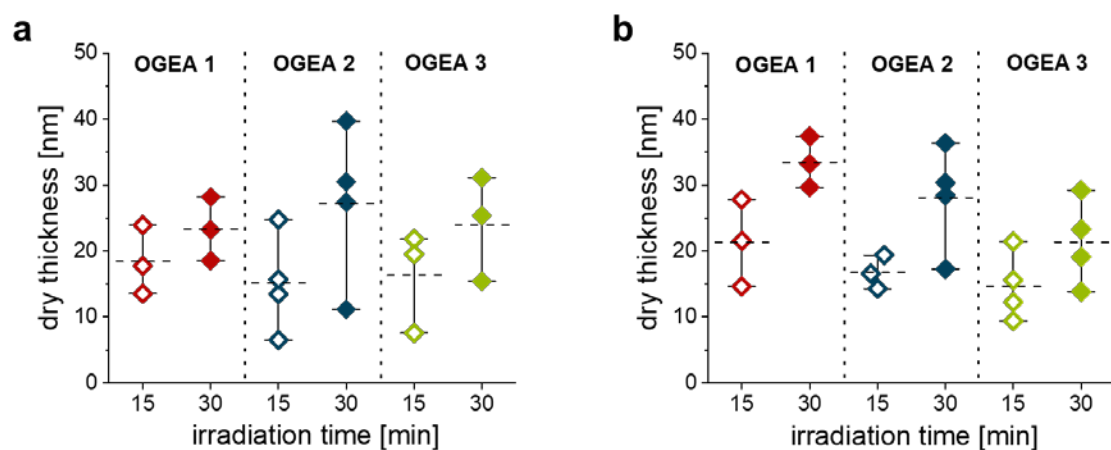 a
50
40
30
20
10
0
dry thickness [nm]
OGEA 1 OGEA 2 OGEA 3
15 30 15 30 15 30
irradiation time [min]
b
50
40
30
20
10
0
dry thickness [nm]
OGEA 1 OGEA 2 OGEA 3
15 30 15 30 15 30
irradiation time [min]